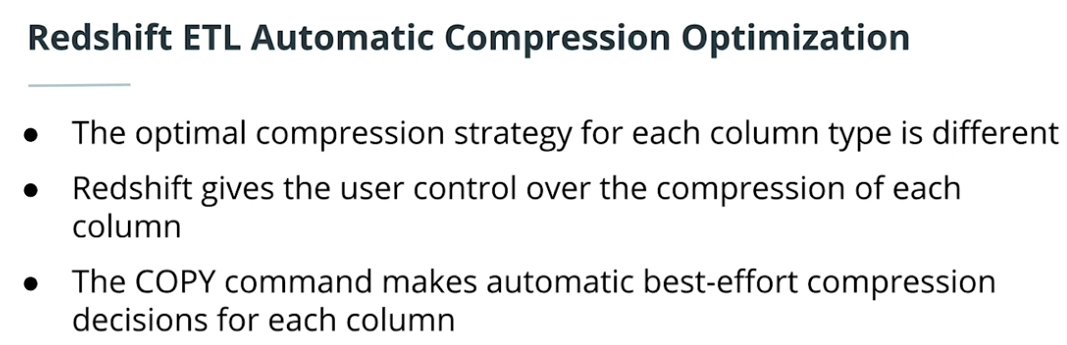 Redshift ETL Automatic Compression Optimization
● The optimal compression strategy for each column type is different
● Redshift gives the user control over the compression of each
column
● The COPY command makes automatic best-effort compression
decisions for each column